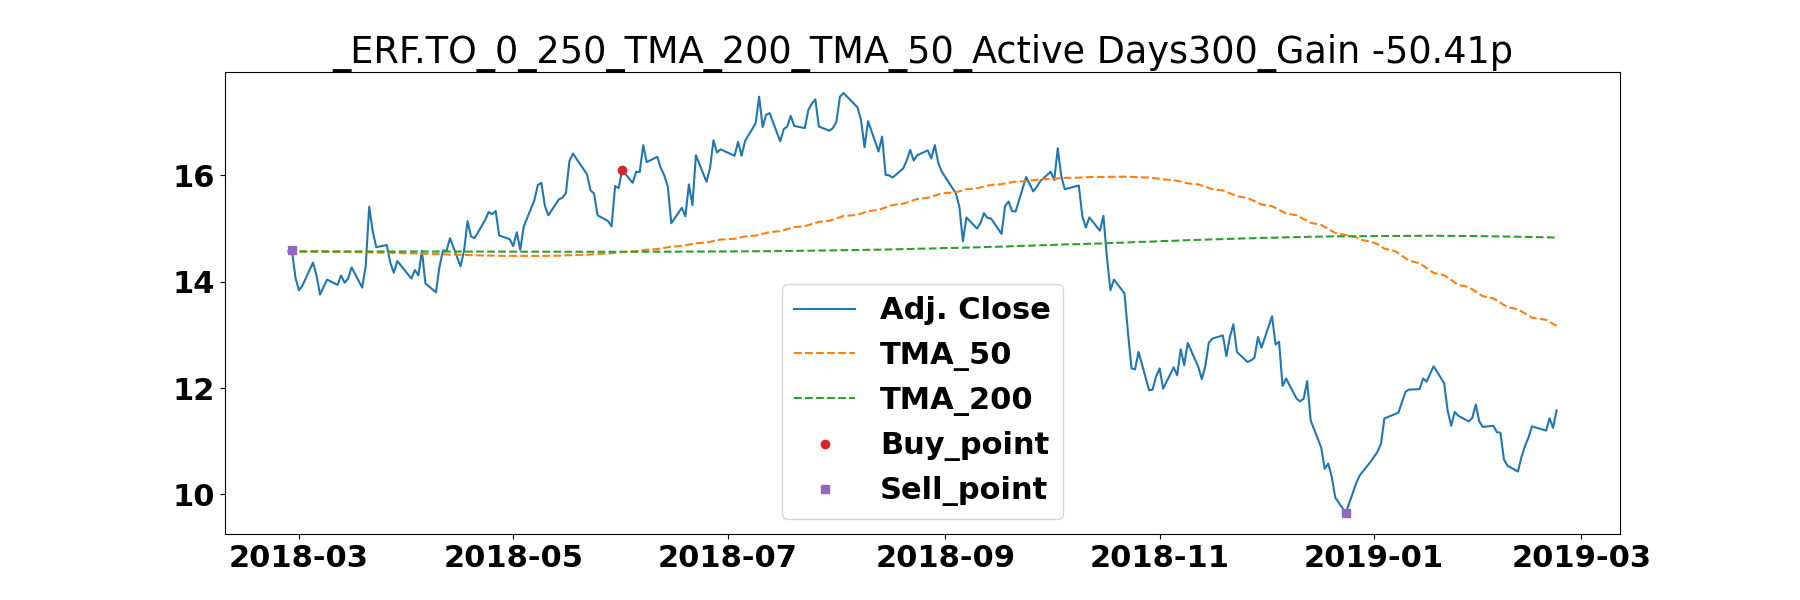 _ERF.TO_0_250_TMA_200_TMA_50_Active Days300_Gain -50.41p
16
14
12
10
Adj. Close
TMA_50
TMA_200
Buy_point
Sell_point
2018-03 2018-05 2018-07 2018-09 2018-11 2019-01 2019-03